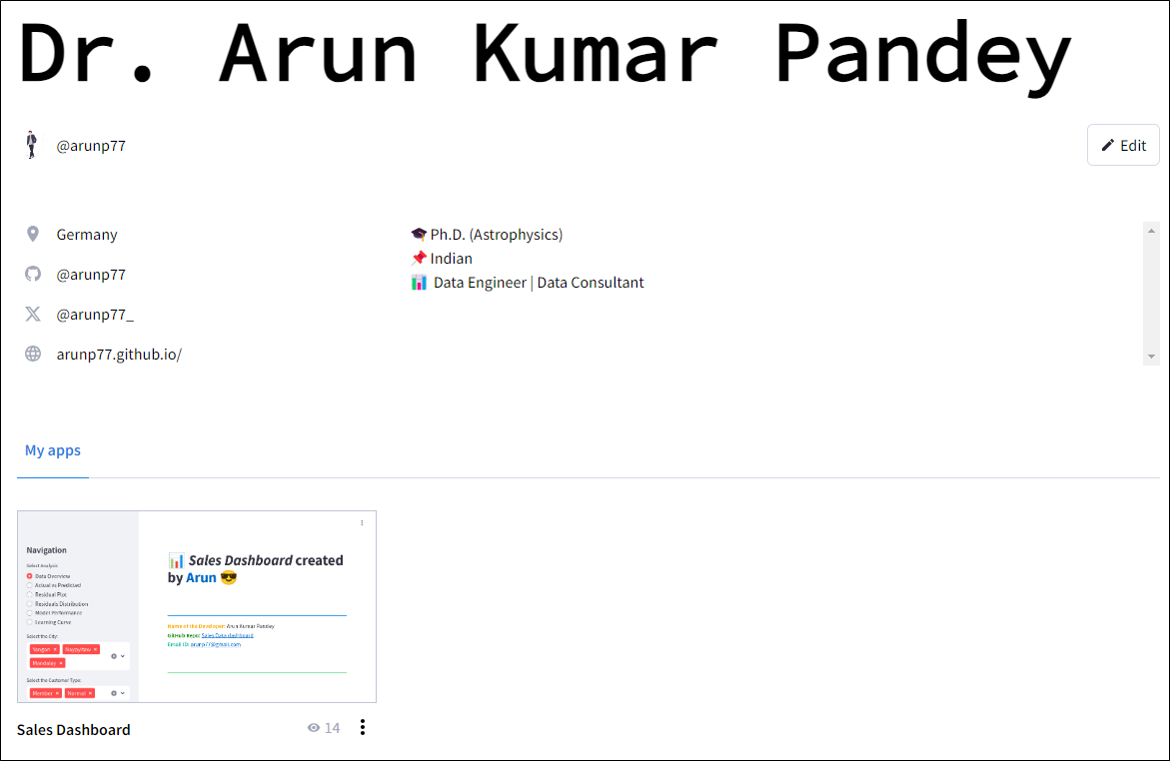 Dr. Arun Kumar Pandey
@arunp77
Edit
Germany
@arunp77
@arunp77_
arunp77.github.io/
Ph.D. (Astrophysics)
Indian
Data Engineer | Data Consultant
My apps
Navigation
Select Analysis
Data Overview
Actual vs Predicted
Residual Plot
Residuals Distribution
Model Performance
Learning Curve
Select the City:
Yangon × Naypyitaw ×
Mandalay ×
Select the Customer Type:
Member × Normal ×
Sales Dashboard created
by Arun
Name of the Developer: Arun Kumar Pandey
GitHub Repo: Sales Data dashboard
Email ID: arunp77@gmail.com
Sales Dashboard
14